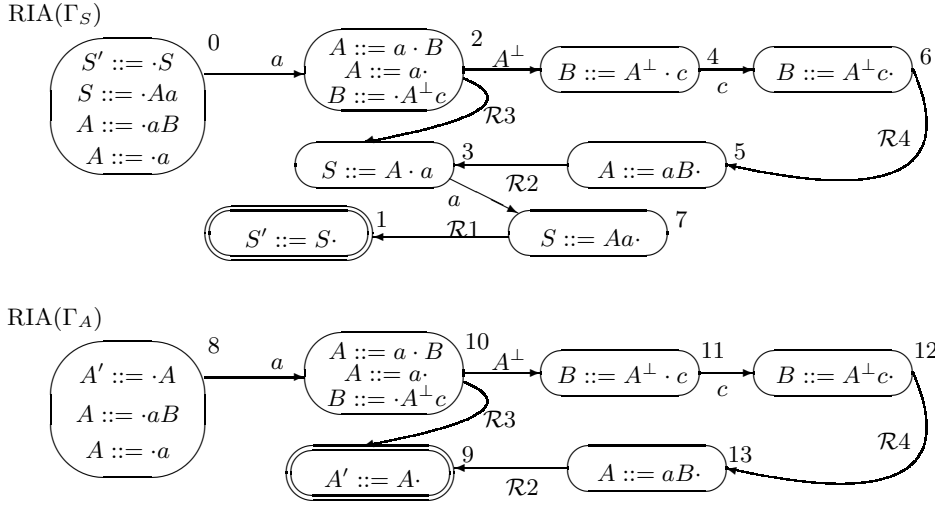 RIA(Γ_S)
0
S′ ::= ·S
S ::= ·Aa
A ::= ·aB
A ::= ·a
a
2
A ::= a · B
A ::= a·
B ::= ·A^⊥c
A^⊥
4
B ::= A^⊥ · c
c
6
B ::= A^⊥c·
R3
R4
3
S ::= A · a
R2
5
A ::= aB·
a
1
S′ ::= S·
R1
7
S ::= Aa·
RIA(Γ_A)
8
A′ ::= ·A
A ::= ·aB
A ::= ·a
a
10
A ::= a · B
A ::= a·
B ::= ·A^⊥c
A^⊥
11
B ::= A^⊥ · c
c
12
B ::= A^⊥c·
R3
R4
9
A′ ::= A·
R2
13
A ::= aB·